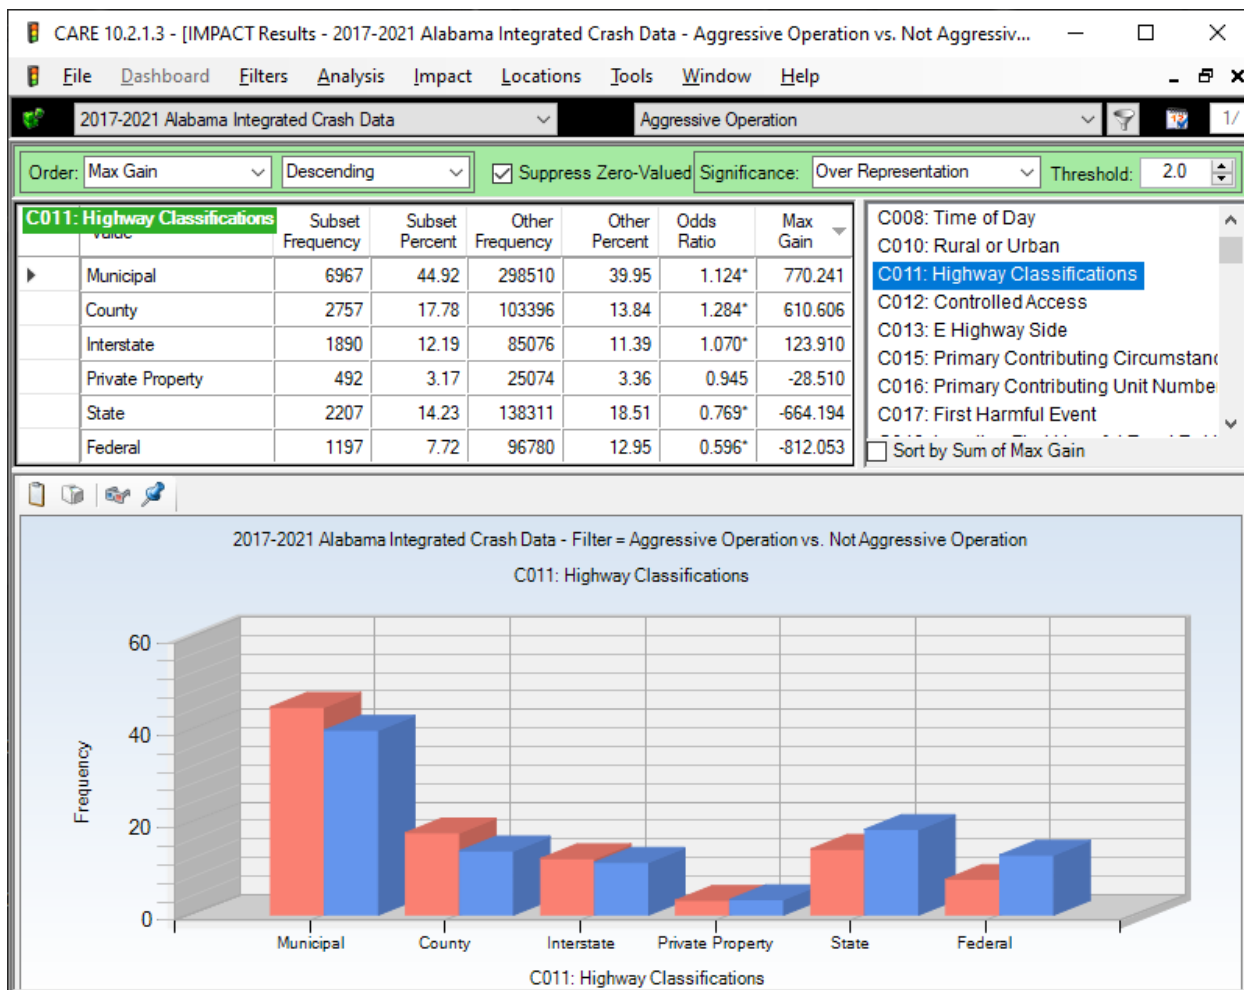 CARE 10.2.1.3 - [IMPACT Results - 2017-2021 Alabama Integrated Crash Data - Aggressive Operation vs. Not Aggressiv...
File Dashboard Filters Analysis Impact Locations Tools Window Help
2017-2021 Alabama Integrated Crash Data Aggressive Operation 12 1/
Order: Max Gain Descending Suppress Zero-Valued Significance: Over Representation Threshold: 2.0
C011: Highway Classifications
Value Subset Frequency Subset Percent Other Frequency Other Percent Odds Ratio Max Gain
Municipal 6967 44.92 298510 39.95 1.124* 770.241
County 2757 17.78 103396 13.84 1.284* 610.606
Interstate 1890 12.19 85076 11.39 1.070* 123.910
Private Property 492 3.17 25074 3.36 0.945 -28.510
State 2207 14.23 138311 18.51 0.769* -664.194
Federal 1197 7.72 96780 12.95 0.596* -812.053
C008: Time of Day
C010: Rural or Urban
C011: Highway Classifications
C012: Controlled Access
C013: E Highway Side
C015: Primary Contributing Circumstanc
C016: Primary Contributing Unit Number
C017: First Harmful Event
Sort by Sum of Max Gain
2017-2021 Alabama Integrated Crash Data - Filter = Aggressive Operation vs. Not Aggressive Operation
C011: Highway Classifications
60
40
20
0
Frequency
Municipal County Interstate Private Property State Federal
C011: Highway Classifications